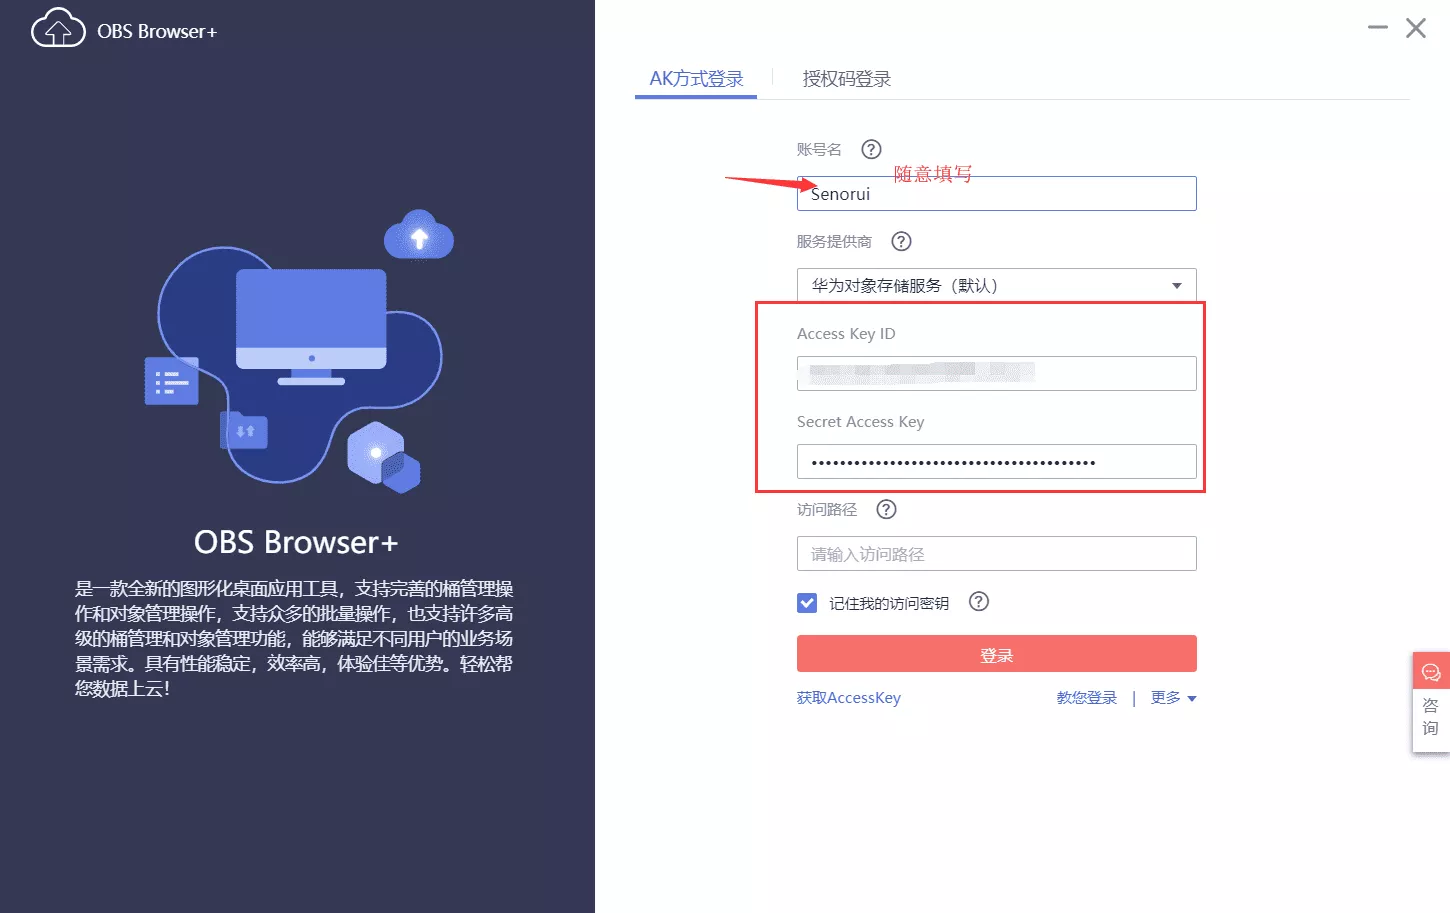 OBS Browser+
OBS Browser+
是一款全新的图形化桌面应用工具，支持完善的桶管理操
作和对象管理操作，支持众多的批量操作，也支持许多高
级的桶管理和对象管理功能，能够满足不同用户的业务场
景需求。具有性能稳定，效率高，体验佳等优势。轻松帮
您数据上云！
AK方式登录
授权码登录
账号名 ?
随意填写
Senorui
服务提供商 ?
华为对象存储服务（默认）
Access Key ID
Secret Access Key
••••••••••••••••••••••••••••••••••••••••
访问路径 ?
请输入访问路径
记住我的访问密钥 ?
登录
获取AccessKey
教您登录 | 更多
咨
询